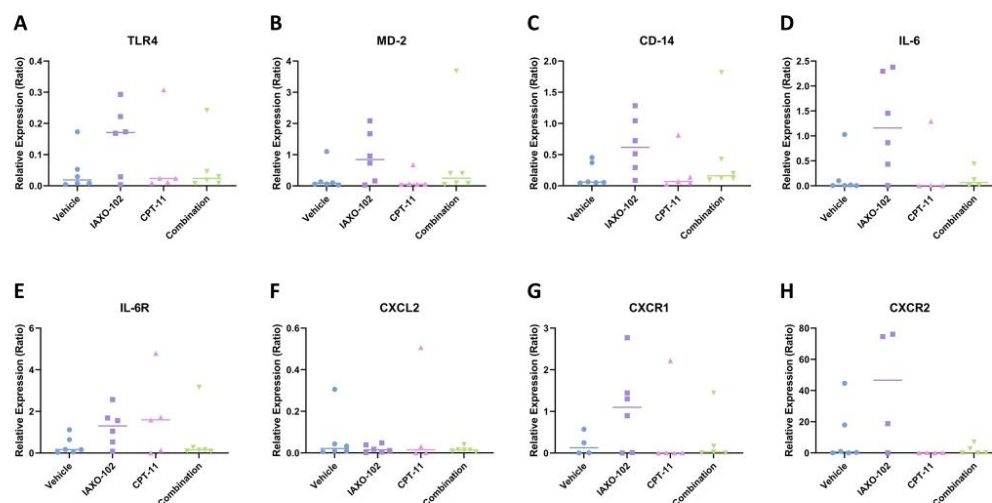 A
TLR4
Relative Expression (Ratio)
0.4
0.3
0.2
0.1
0.0
Vehicle
IAXO-102
CPT-11
Combination
B
MD-2
Relative Expression (Ratio)
4
3
2
1
0
Vehicle
IAXO-102
CPT-11
Combination
C
CD-14
Relative Expression (Ratio)
2.0
1.5
1.0
0.5
0.0
Vehicle
IAXO-102
CPT-11
Combination
D
IL-6
Relative Expression (Ratio)
2.5
2.0
1.5
1.0
0.5
0.0
Vehicle
IAXO-102
CPT-11
Combination
E
IL-6R
Relative Expression (Ratio)
6
4
2
0
Vehicle
IAXO-102
CPT-11
Combination
F
CXCL2
Relative Expression (Ratio)
0.6
0.4
0.2
0.0
Vehicle
IAXO-102
CPT-11
Combination
G
CXCR1
Relative Expression (Ratio)
3
2
1
0
Vehicle
IAXO-102
CPT-11
Combination
H
CXCR2
Relative Expression (Ratio)
80
60
40
20
0
Vehicle
IAXO-102
CPT-11
Combination